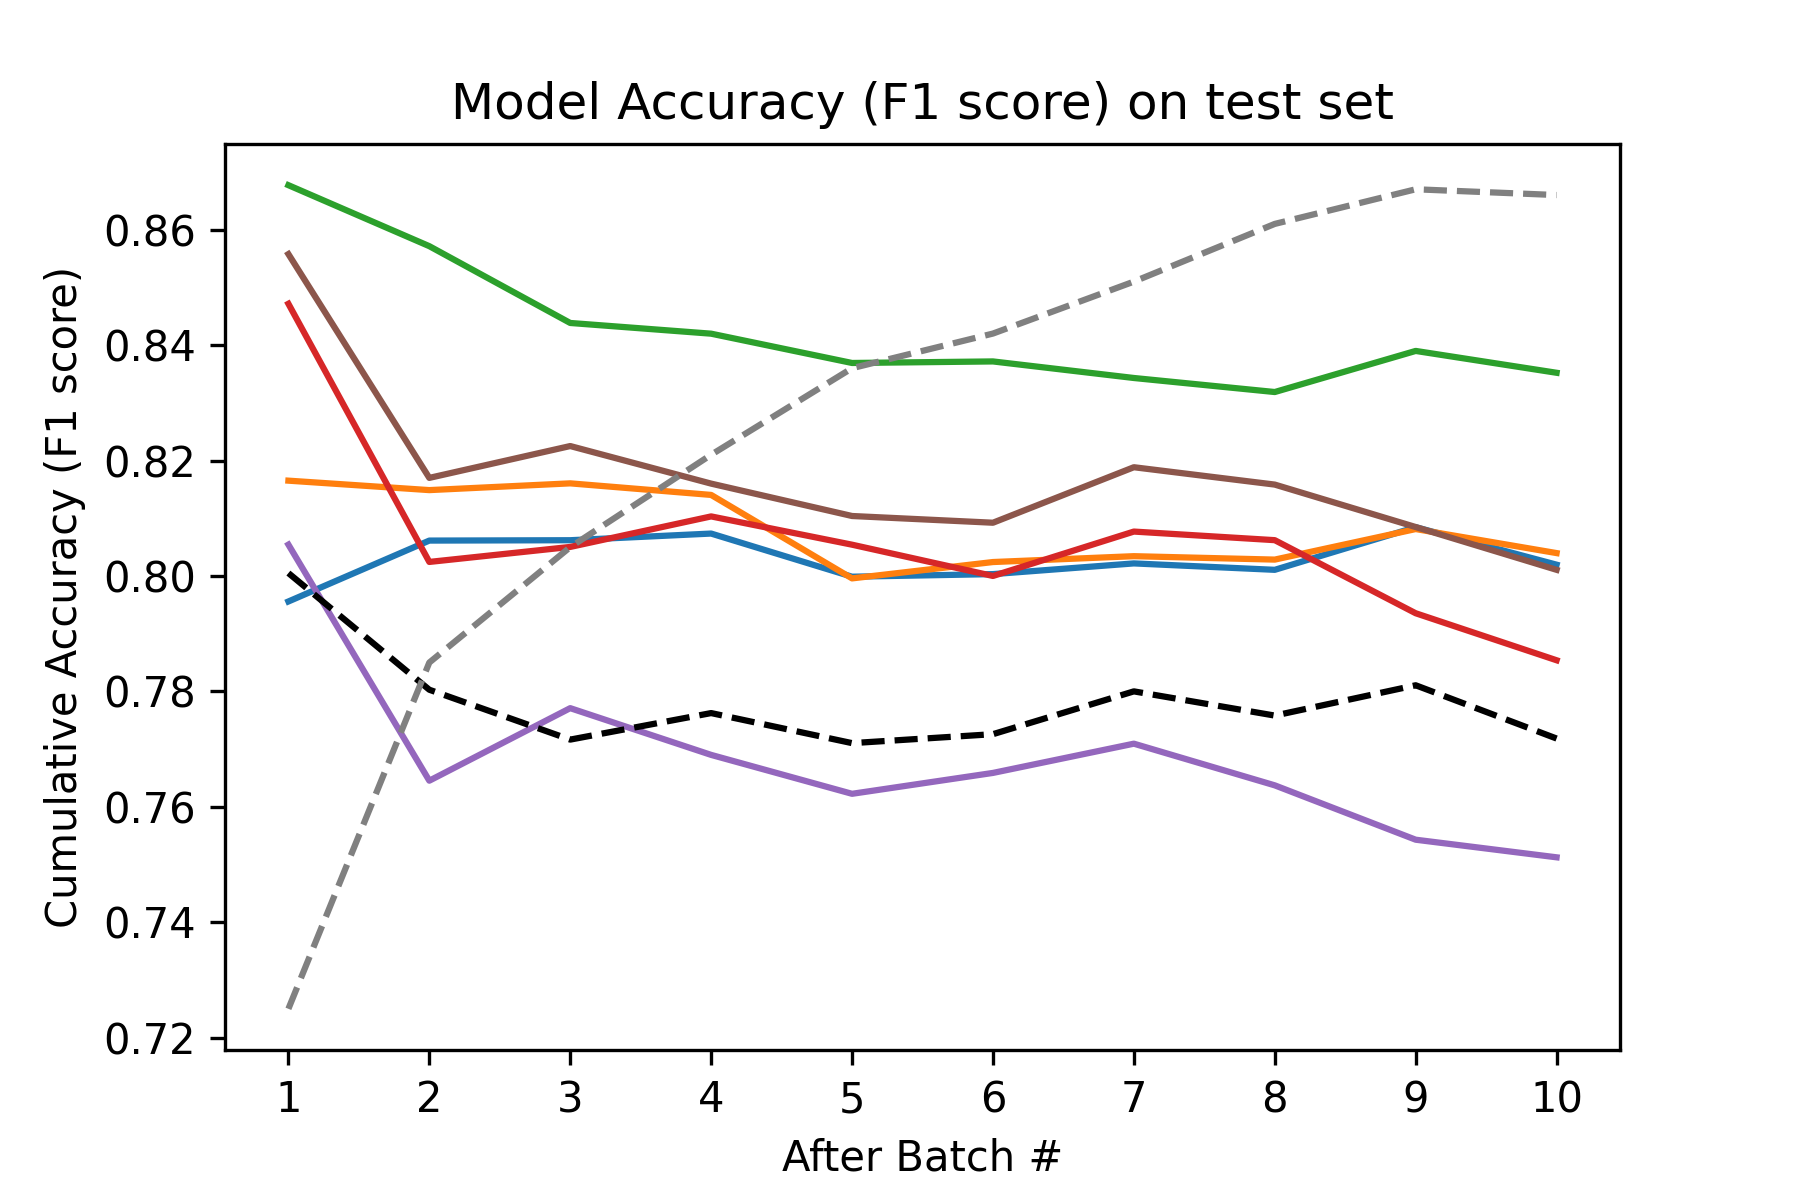 Model Accuracy (F1 score) on test set
Cumulative Accuracy (F1 score)
0.86
0.84
0.82
0.80
0.78
0.76
0.74
0.72
1 2 3 4 5 6 7 8 9 10
After Batch #